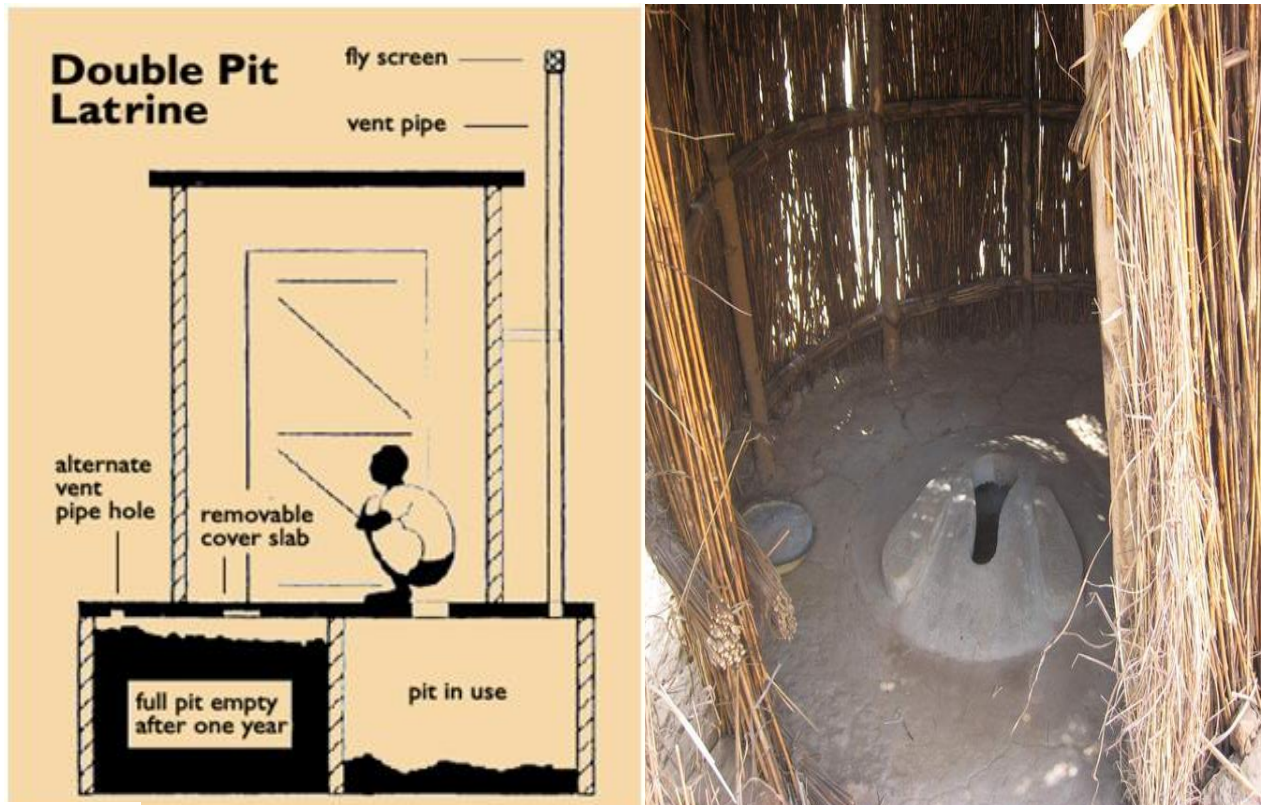 Double Pit
Latrine
fly screen
vent pipe
alternate
vent
pipe hole
removable
cover slab
full pit empty
after one year
pit in use